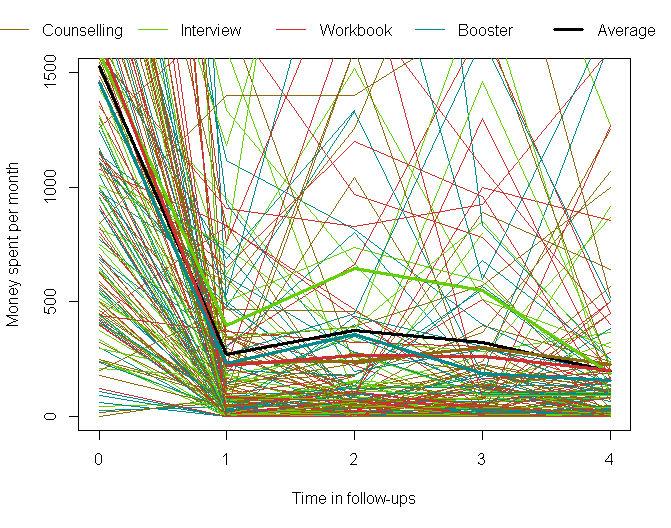 Counselling Interview Workbook Booster Average
1500
1000
500
0
Money spent per month
0 1 2 3 4
Time in follow-ups